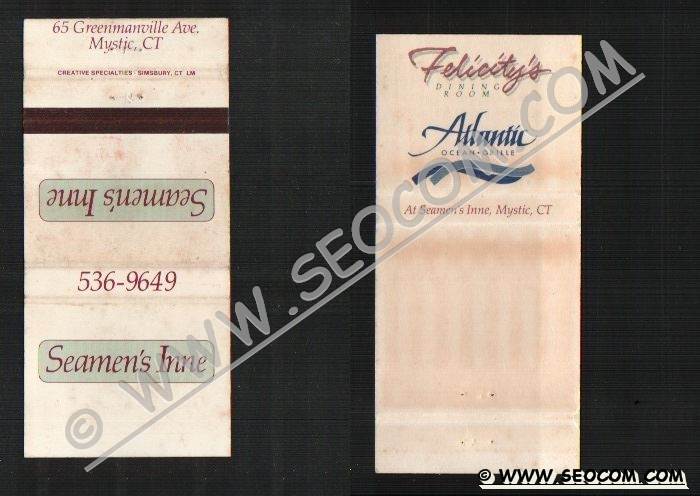 65 Greenmanville Ave.
Mystic, CT
CREATIVE SPECIALTIES - SIMSBURY, CT LM
Seamen's Inne
536-9649
Seamen's Inne
Felicity's
DINING
ROOM
Atlantic
OCEAN • GRILLE
At Seamen's Inne, Mystic, CT
© WWW.SEOCOM.COM
© WWW.SEOCOM.COM